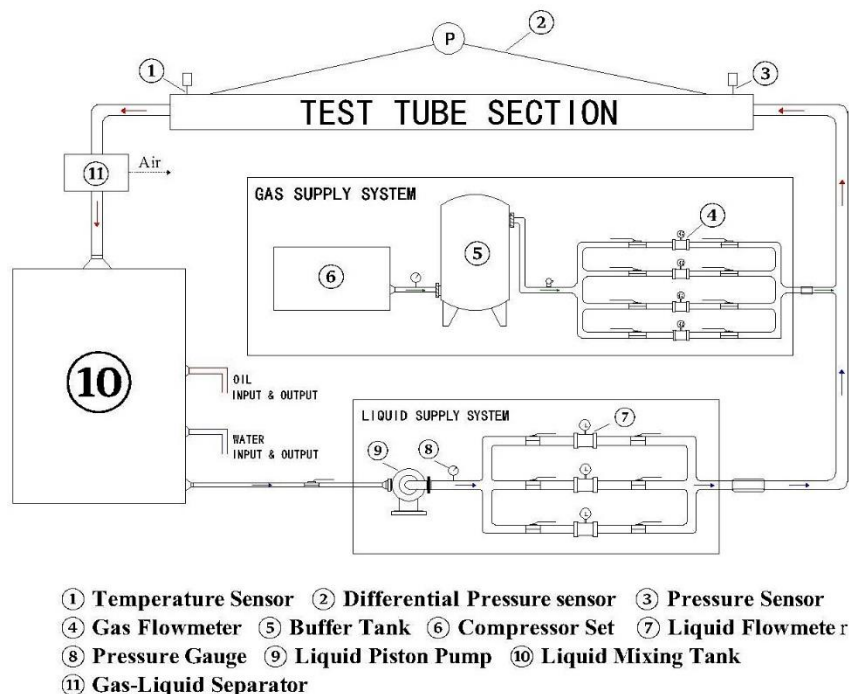 P
① ② ③
TEST TUBE SECTION
⑪ Air
GAS SUPPLY SYSTEM
④
⑤
⑥
⑩
OIL
INPUT & OUTPUT
WATER
INPUT & OUTPUT
LIQUID SUPPLY SYSTEM
⑦
⑧
⑨
L
L
L
① Temperature Sensor ② Differential Pressure sensor ③ Pressure Sensor
④ Gas Flowmeter ⑤ Buffer Tank ⑥ Compressor Set ⑦ Liquid Flowmeter
⑧ Pressure Gauge ⑨ Liquid Piston Pump ⑩ Liquid Mixing Tank
⑪ Gas-Liquid Separator